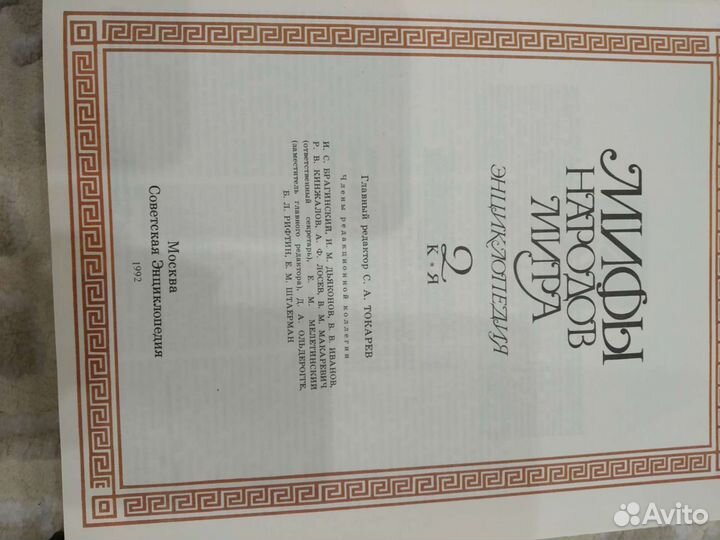 МИФЫ
НАРОДОВ
МИРА
ЭНЦИКЛОПЕДИЯ
2
К * Я
Главный редактор С. А. ТОКАРЕВ
Члены редакционной коллегии
И. С. БРАГИНСКИЙ, И. М. ДЬЯКОНОВ, В. В. ИВАНОВ,
Р. В. КИНЖАЛОВ, А. Ф. ЛОСЕВ, В. М. МАКАРЕВИЧ
(ответственный секретарь), Е. М. МЕЛЕТИНСКИЙ
(заместитель главного редактора), Д. А. ОЛЬДЕРОГГЕ,
Б. Л. РИФТИН, Е. М. ШТАЕРМАН
Москва
Советская Энциклопедия
1992
Avito